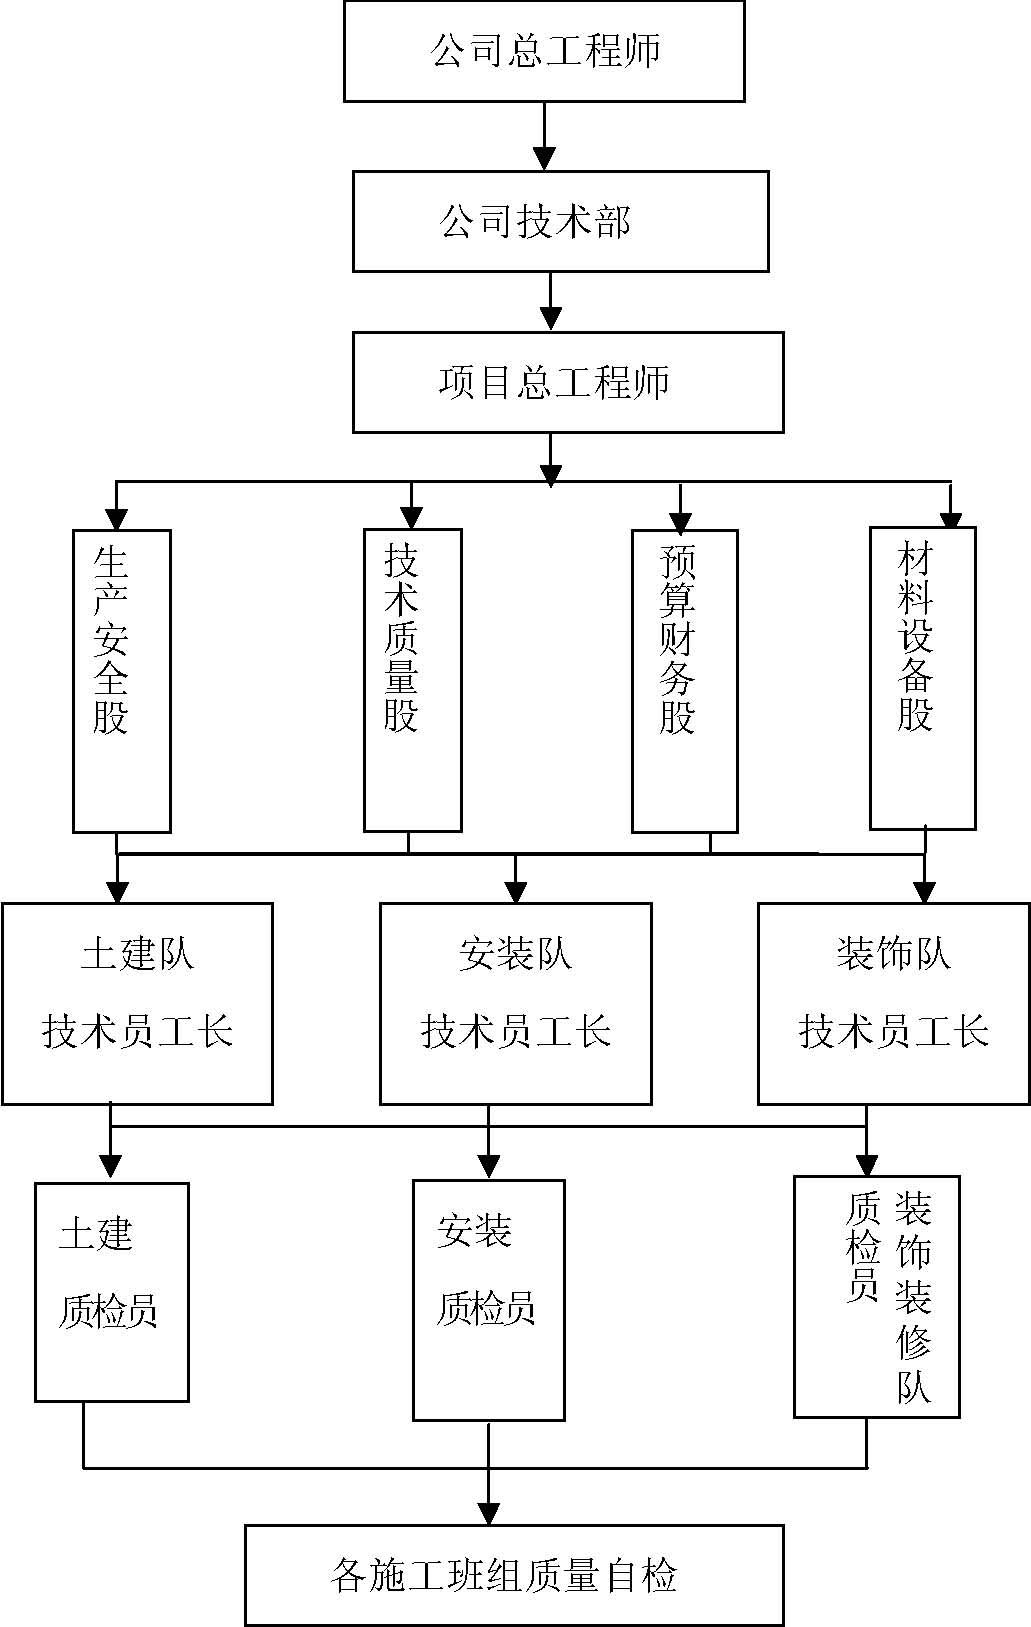 公司总工程师
公司技术部
项目总工程师
生产安全股
技术质量股
预算财务股
材料设备股
土建队
技术员工长
安装队
技术员工长
装饰队
技术员工长
土建
质检员
安装
质检员
装饰装修队
质检员
各施工班组质量自检